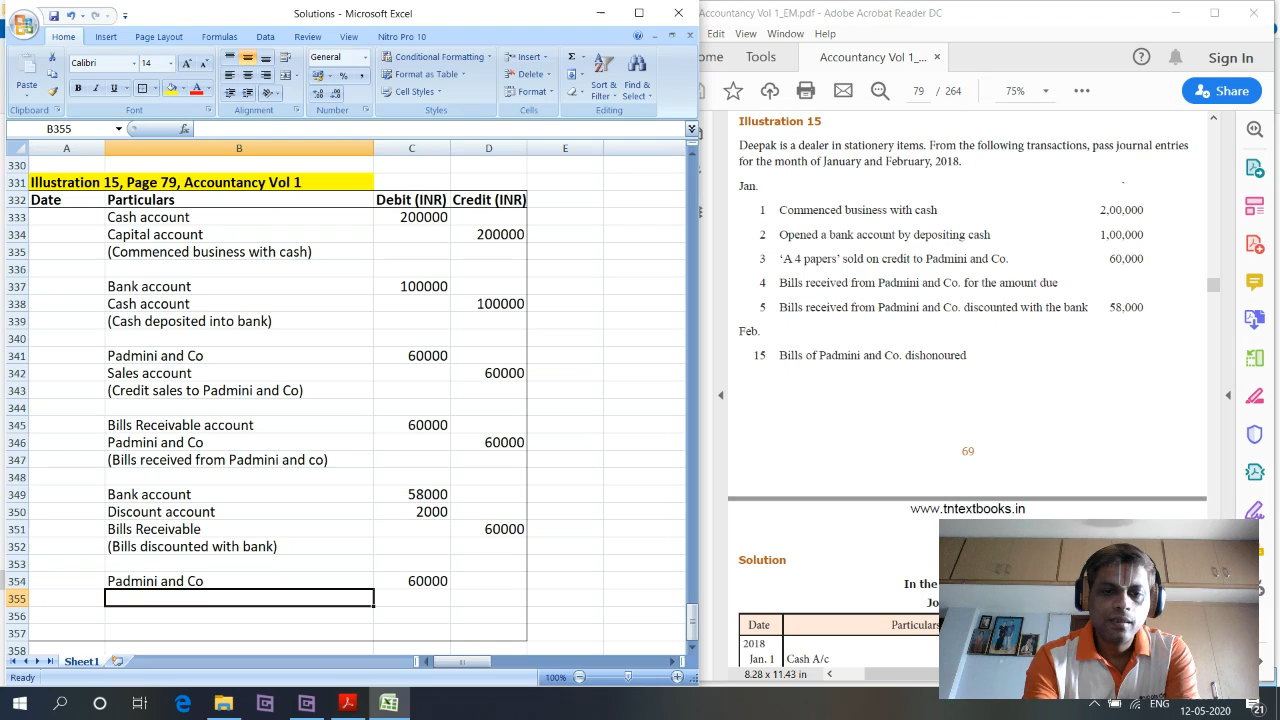 Solutions - Microsoft Excel
Home Insert Page Layout Formulas Data Review View Nitro Pro 10
Paste
Calibri 14
General
Conditional Formatting
Format as Table
Cell Styles
Insert
Delete
Format
Sort & Filter
Find & Select
Clipboard Font Alignment Number Styles Cells Editing
B355
A B C D E
330
331 Illustration 15, Page 79, Accountancy Vol 1
332 Date Particulars Debit (INR) Credit (INR)
333 Cash account 200000
334 Capital account 200000
335 (Commenced business with cash)
336
337 Bank account 100000
338 Cash account 100000
339 (Cash deposited into bank)
340
341 Padmini and Co 60000
342 Sales account 60000
343 (Credit sales to Padmini and Co)
344
345 Bills Receivable account 60000
346 Padmini and Co 60000
347 (Bills received from Padmini and co)
348
349 Bank account 58000
350 Discount account 2000
351 Bills Receivable 60000
352 (Bills discounted with bank)
353
354 Padmini and Co 60000
355
356
357
358
Sheet1
Ready
100%
Accountancy Vol 1_EM.pdf - Adobe Acrobat Reader DC
Edit View Window Help
ome Tools Accountancy Vol 1_... × Sign In
79 / 264 75% Share
Illustration 15
Deepak is a dealer in stationery items. From the following transactions, pass journal entries
for the month of January and February, 2018.
Jan.
1 Commenced business with cash 2,00,000
2 Opened a bank account by depositing cash 1,00,000
3 ‘A 4 papers’ sold on credit to Padmini and Co. 60,000
4 Bills received from Padmini and Co. for the amount due
5 Bills received from Padmini and Co. discounted with the bank 58,000
Feb.
15 Bills of Padmini and Co. dishonoured
69
www.tntextbooks.in
Solution
In the
Jo
Date Particulars
2018
Jan. 1 Cash A/c
8.28 x 11.43 in
ENG
12-05-2020
21